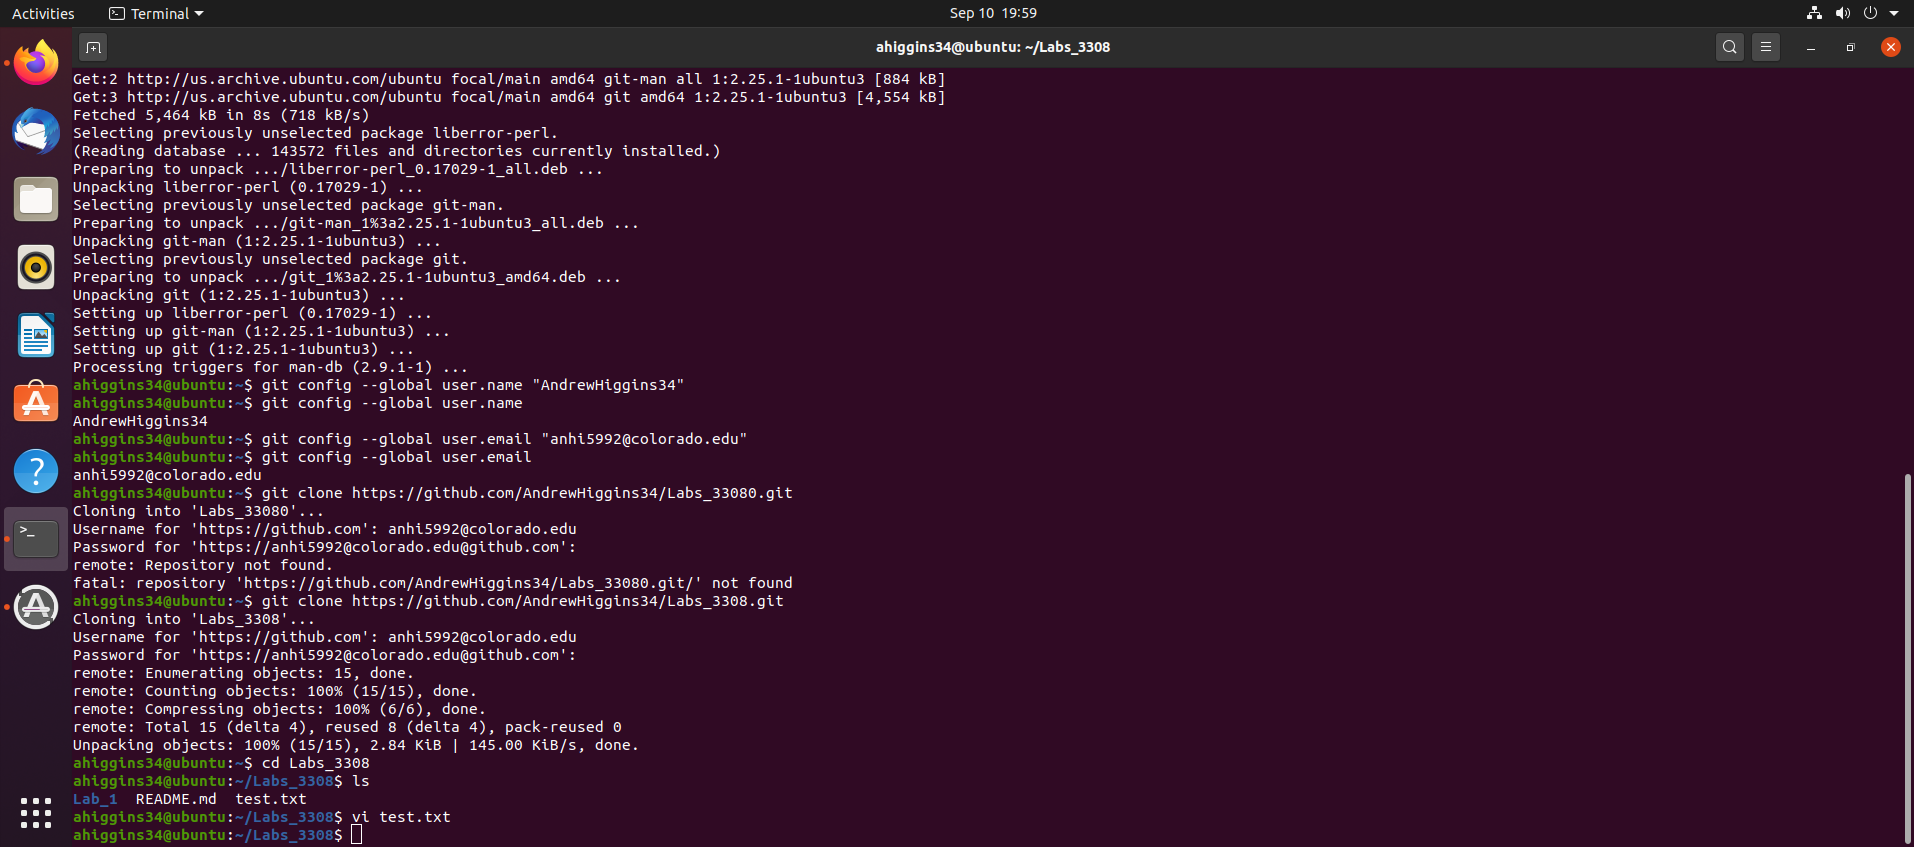 Activities Terminal Sep 10 19:59
ahiggins34@ubuntu: ~/Labs_3308
Get:2 http://us.archive.ubuntu.com/ubuntu focal/main amd64 git-man all 1:2.25.1-1ubuntu3 [884 kB]
Get:3 http://us.archive.ubuntu.com/ubuntu focal/main amd64 git amd64 1:2.25.1-1ubuntu3 [4,554 kB]
Fetched 5,464 kB in 8s (718 kB/s)
Selecting previously unselected package liberror-perl.
(Reading database ... 143572 files and directories currently installed.)
Preparing to unpack .../liberror-perl_0.17029-1_all.deb ...
Unpacking liberror-perl (0.17029-1) ...
Selecting previously unselected package git-man.
Preparing to unpack .../git-man_1%3a2.25.1-1ubuntu3_all.deb ...
Unpacking git-man (1:2.25.1-1ubuntu3) ...
Selecting previously unselected package git.
Preparing to unpack .../git_1%3a2.25.1-1ubuntu3_amd64.deb ...
Unpacking git (1:2.25.1-1ubuntu3) ...
Setting up liberror-perl (0.17029-1) ...
Setting up git-man (1:2.25.1-1ubuntu3) ...
Setting up git (1:2.25.1-1ubuntu3) ...
Processing triggers for man-db (2.9.1-1) ...
ahiggins34@ubuntu:~$ git config --global user.name "AndrewHiggins34"
ahiggins34@ubuntu:~$ git config --global user.name
AndrewHiggins34
ahiggins34@ubuntu:~$ git config --global user.email "anhi5992@colorado.edu"
ahiggins34@ubuntu:~$ git config --global user.email
anhi5992@colorado.edu
ahiggins34@ubuntu:~$ git clone https://github.com/AndrewHiggins34/Labs_33080.git
Cloning into 'Labs_33080'...
Username for 'https://github.com': anhi5992@colorado.edu
Password for 'https://anhi5992@colorado.edu@github.com':
remote: Repository not found.
fatal: repository 'https://github.com/AndrewHiggins34/Labs_33080.git/' not found
ahiggins34@ubuntu:~$ git clone https://github.com/AndrewHiggins34/Labs_3308.git
Cloning into 'Labs_3308'...
Username for 'https://github.com': anhi5992@colorado.edu
Password for 'https://anhi5992@colorado.edu@github.com':
remote: Enumerating objects: 15, done.
remote: Counting objects: 100% (15/15), done.
remote: Compressing objects: 100% (6/6), done.
remote: Total 15 (delta 4), reused 8 (delta 4), pack-reused 0
Unpacking objects: 100% (15/15), 2.84 KiB | 145.00 KiB/s, done.
ahiggins34@ubuntu:~$ cd Labs_3308
ahiggins34@ubuntu:~/Labs_3308$ ls
Lab_1  README.md  test.txt
ahiggins34@ubuntu:~/Labs_3308$ vi test.txt
ahiggins34@ubuntu:~/Labs_3308$